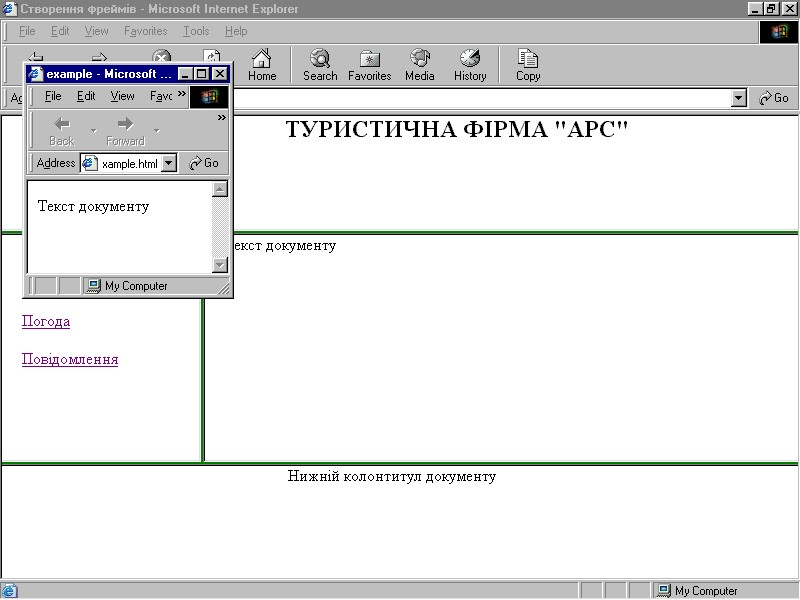 Створення фреймів - Microsoft Internet Explorer
File Edit View Favorites Tools Help
Home Search Favorites Media History Copy
Go
ТУРИСТИЧНА ФІРМА "АРС"
example - Microsoft ...
File Edit View Favc »
Back Forward »
Address xample.html Go
Текст документу
My Computer
екст документу
Погода
Повідомлення
Нижній колонтитул документу
My Computer